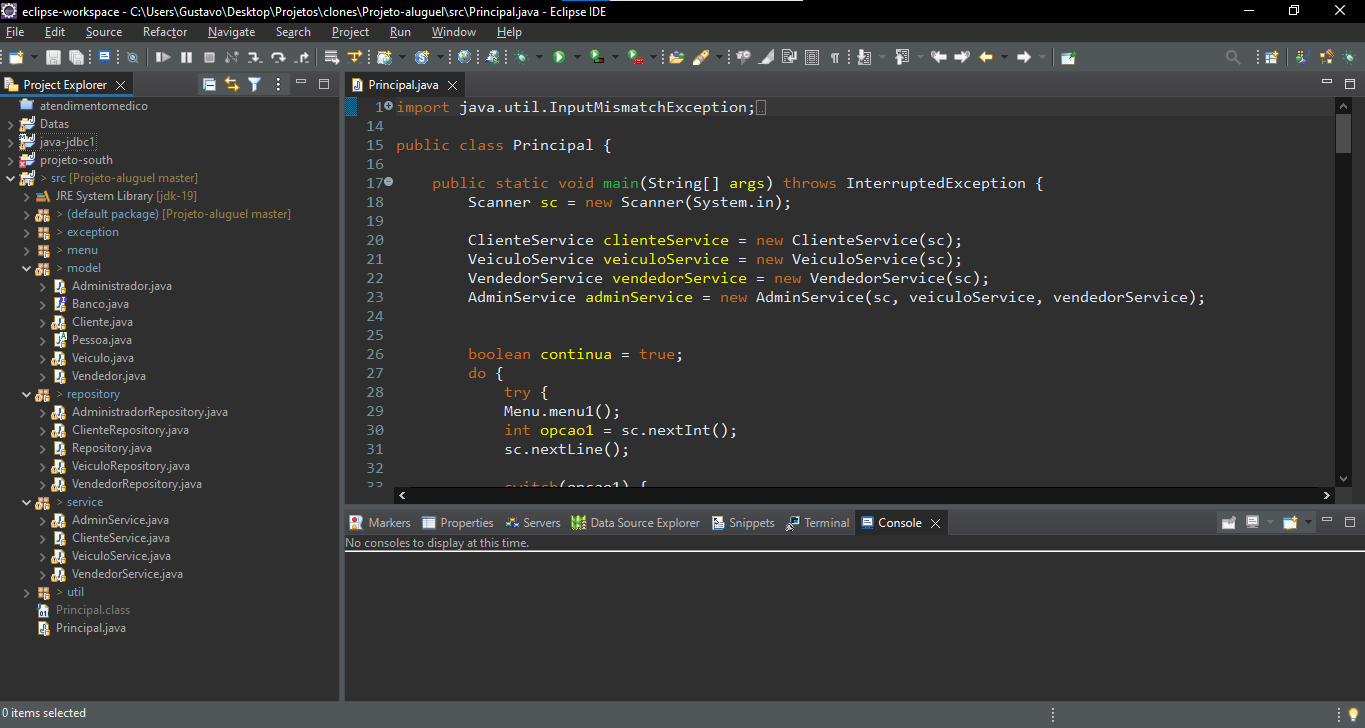 eclipse-workspace - C:\Users\Gustavo\Desktop\Projetos\clones\Projeto-aluguel\src\Principal.java - Eclipse IDE
File Edit Source Refactor Navigate Search Project Run Window Help
Project Explorer
atendimentomedico
Datas
java-jdbc1
projeto-south
> src [Projeto-aluguel master]
JRE System Library [jdk-19]
> (default package) [Projeto-aluguel master]
> exception
> menu
> model
Administrador.java
Banco.java
Cliente.java
Pessoa.java
Veiculo.java
Vendedor.java
> repository
AdministradorRepository.java
ClienteRepository.java
Repository.java
VeiculoRepository.java
VendedorRepository.java
> service
AdminService.java
ClienteService.java
VeiculoService.java
VendedorService.java
> util
Principal.class
Principal.java
Principal.java
1 import java.util.InputMismatchException;
14
15 public class Principal {
16
17 public static void main(String[] args) throws InterruptedException {
18 Scanner sc = new Scanner(System.in);
19
20 ClienteService clienteService = new ClienteService(sc);
21 VeiculoService veiculoService = new VeiculoService(sc);
22 VendedorService vendedorService = new VendedorService(sc);
23 AdminService adminService = new AdminService(sc, veiculoService, vendedorService);
24
25
26 boolean continua = true;
27 do {
28 try {
29 Menu.menu1();
30 int opcao1 = sc.nextInt();
31 sc.nextLine();
32
33 switch(opcao1) {
Markers Properties Servers Data Source Explorer Snippets Terminal Console
No consoles to display at this time.
0 items selected